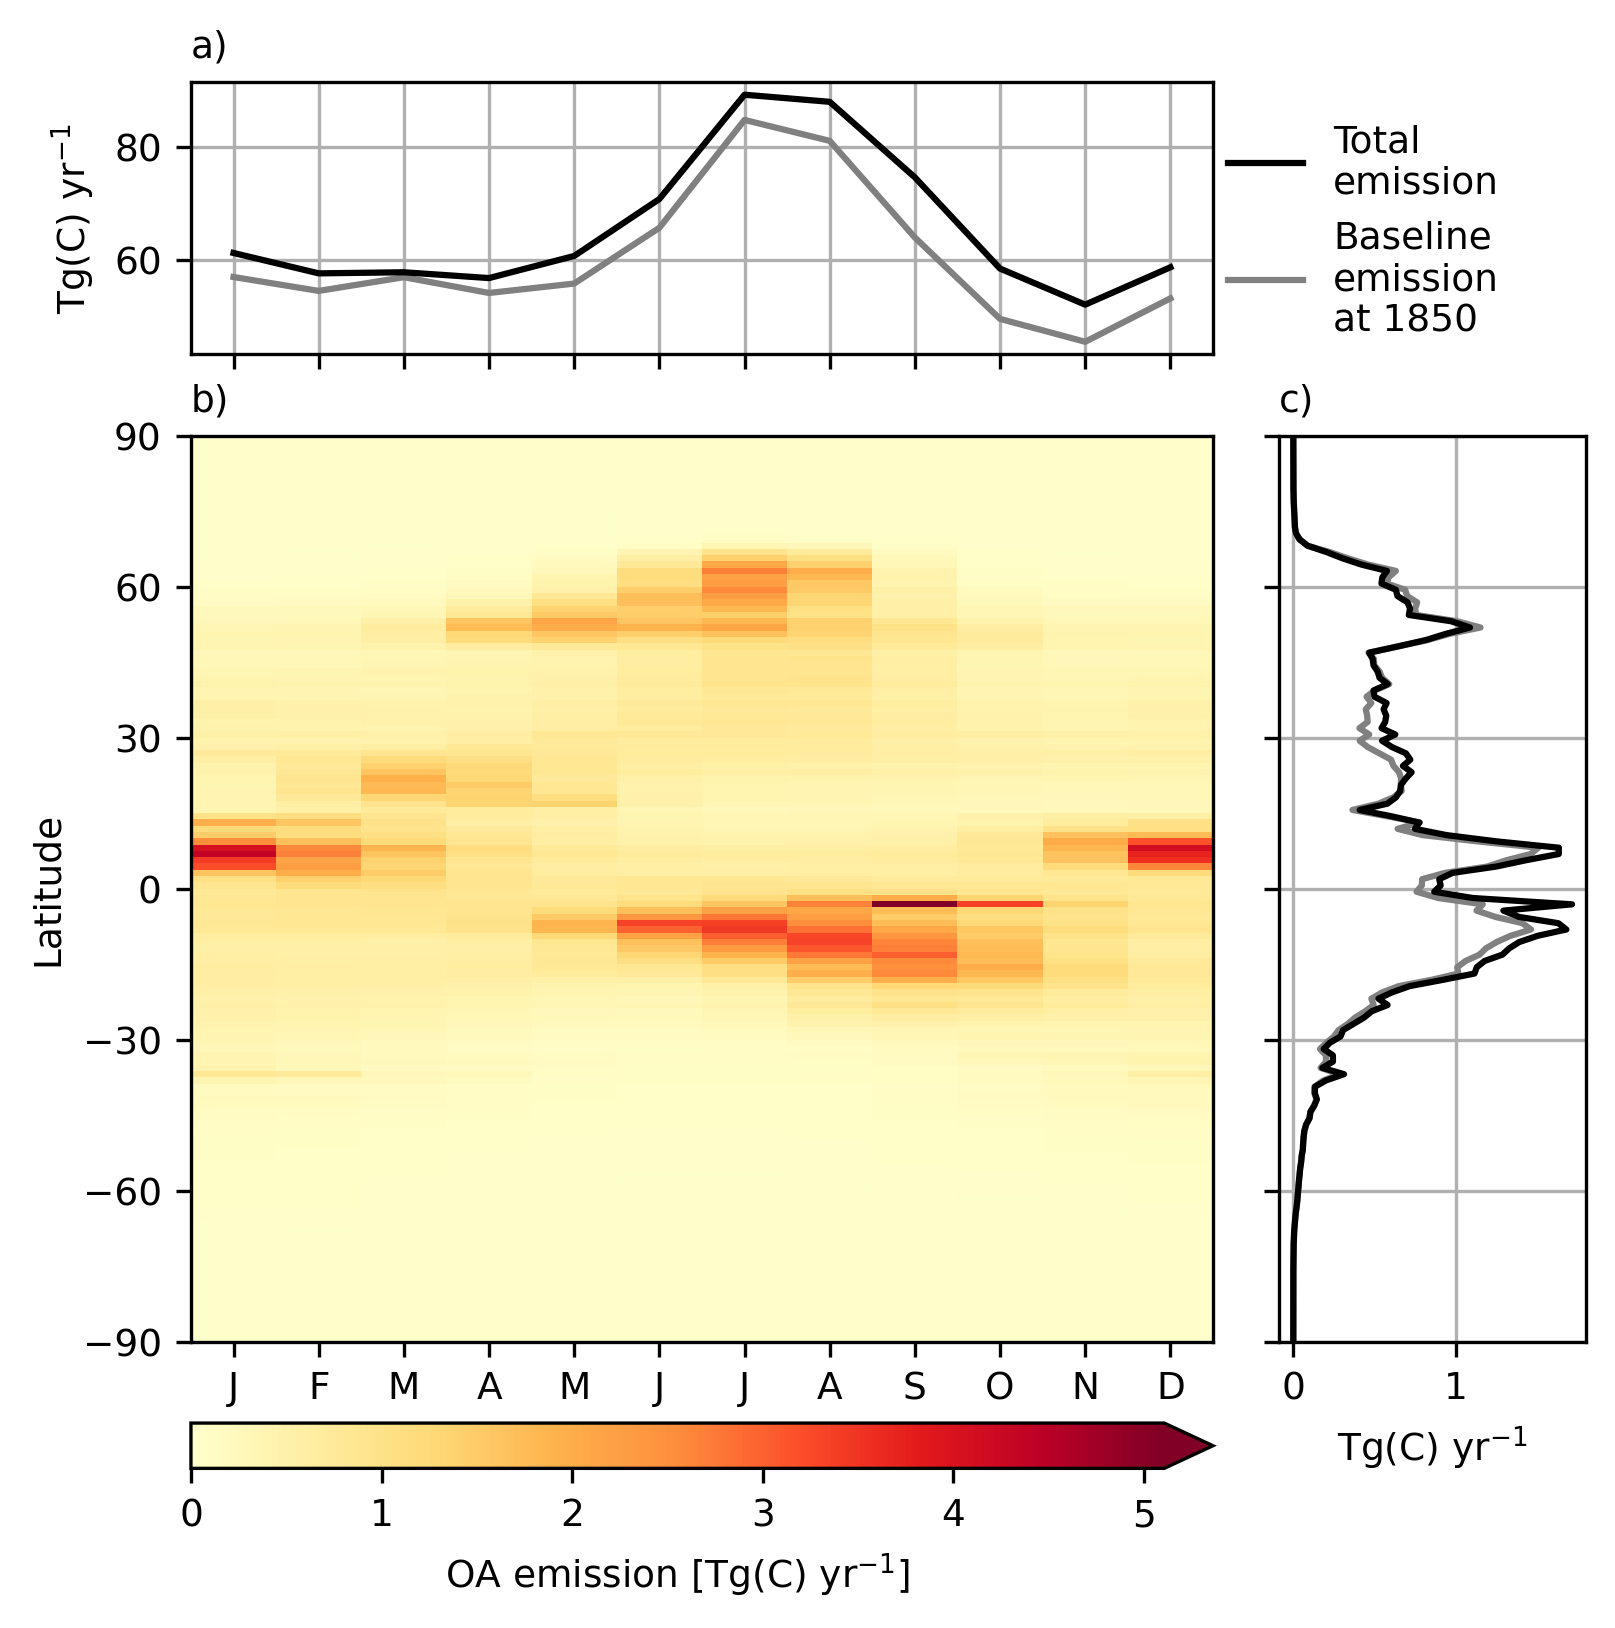 a)
Tg(C) yr⁻¹
80
60
Total
emission
Baseline
emission
at 1850
b)
c)
Latitude
90
60
30
0
−30
−60
−90
J F M A M J J A S O N D
0 1
Tg(C) yr⁻¹
0 1 2 3 4 5
OA emission [Tg(C) yr⁻¹]